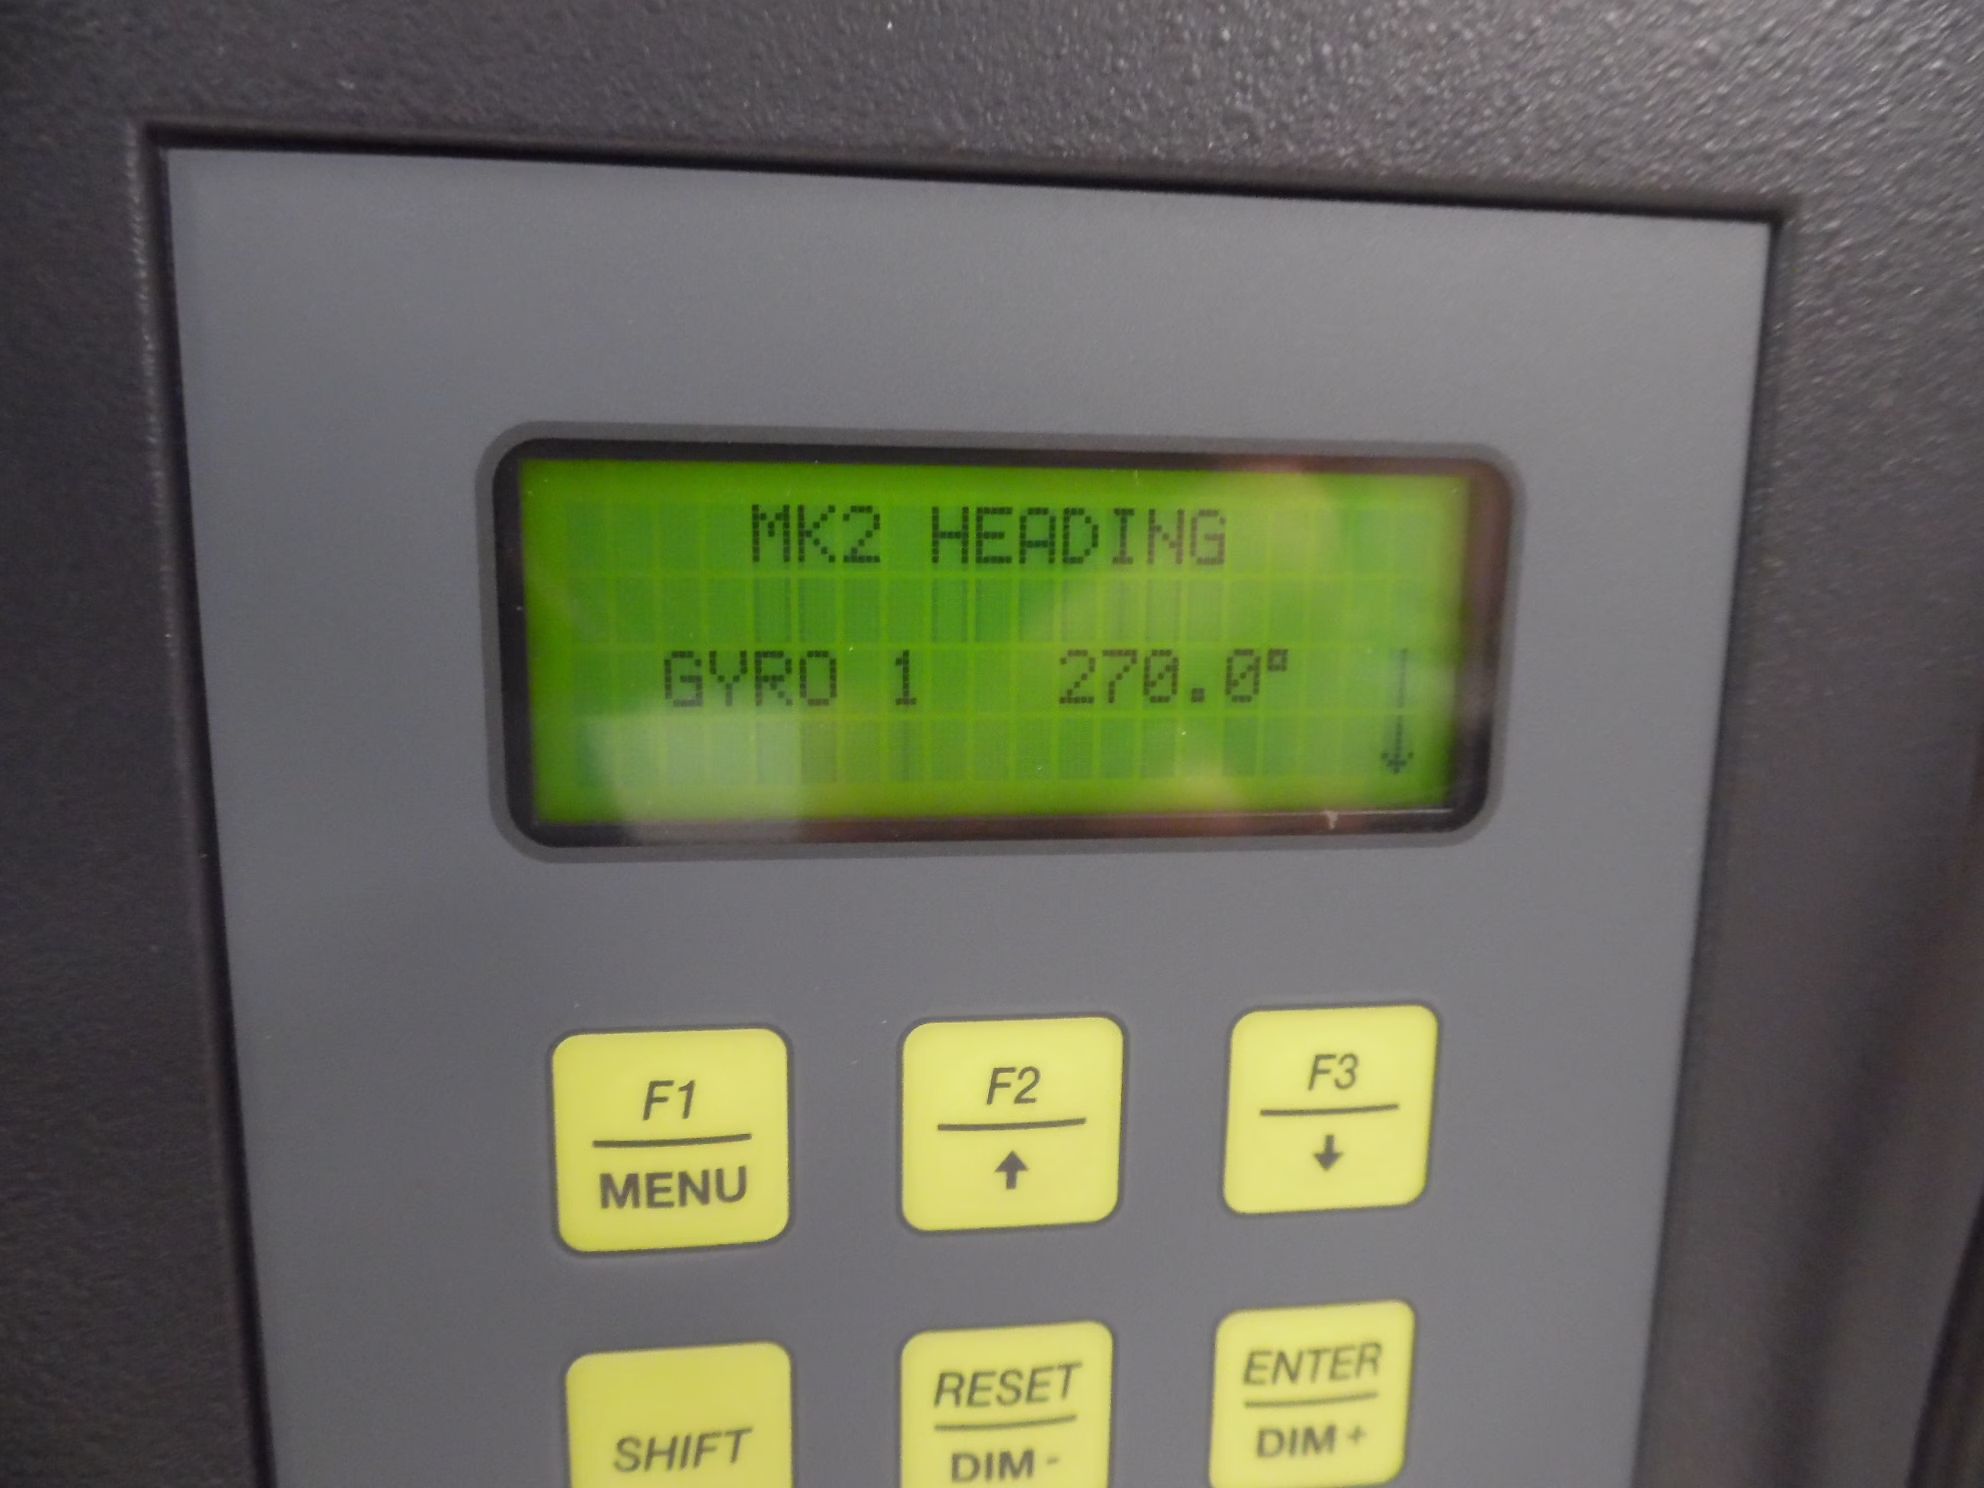 MK2 HEADING
GYRO 1 270.0° ↓
F1 F2 F3
MENU ↑ ↓
SHIFT RESET ENTER
DIM - DIM +